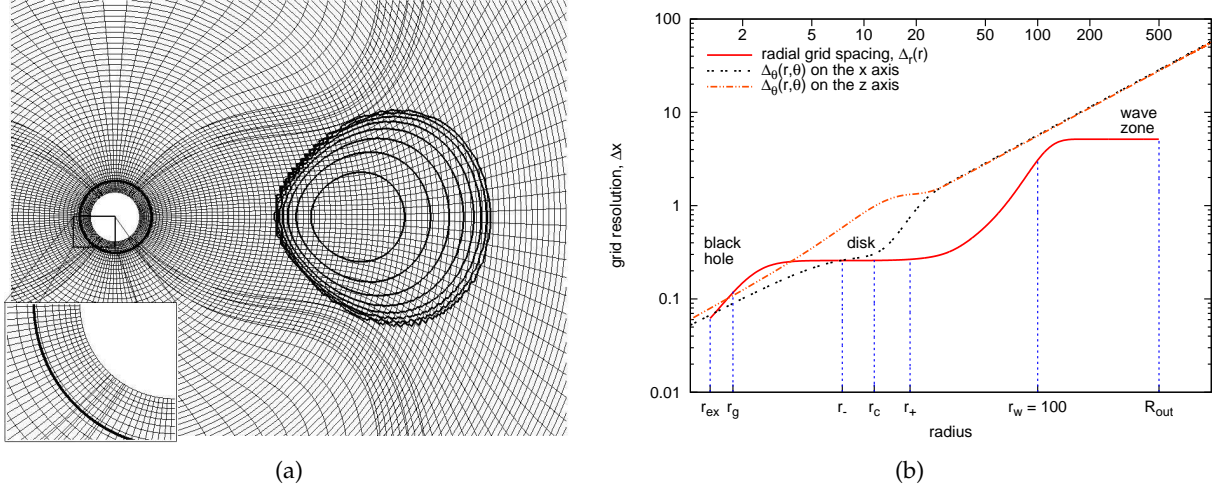 100
10
1
0.1
0.01
grid resolution, Δx
2 5 10 20 50 100 20 500
radial grid spacing, Δr(r)
Δθ(r,θ) on the x axis
Δθ(r,θ) on the z axis
wave
zone
black
hole
disk
rex rg r- rc r+ rw = 100 Rout
radius
(a) (b)